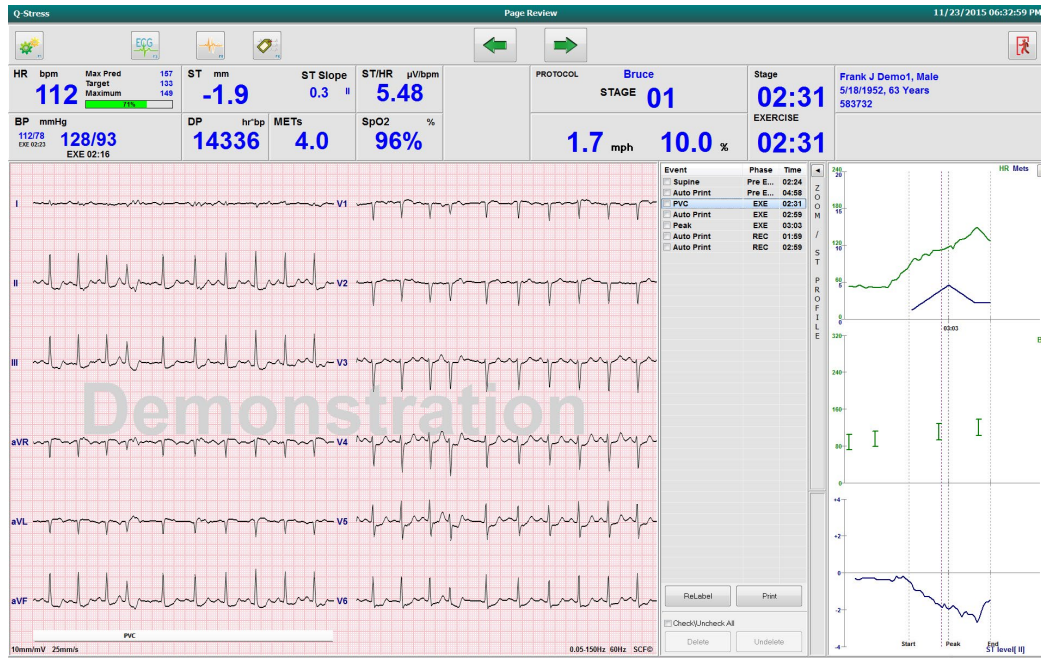 Q-Stress Page Review 11/23/2015 06:32:59 PM
ECG
HR bpm
112
Max Pred 157
Target 133
Maximum 149
71%
ST mm
-1.9
ST Slope
0.3 II
ST/HR µV/bpm
5.48
PROTOCOL Bruce
STAGE 01
Stage
02:31
Frank J Demo1, Male
5/18/1952, 63 Years
583732
BP mmHg
112/78
EXE 02:23
128/93
EXE 02:16
DP hr*bp
14336
METs
4.0
SpO2 %
96%
1.7 mph 10.0 %
EXERCISE
02:31
I V1
II V2
III V3
aVR V4
aVL V5
aVF V6
Demonstration
PVC
10mm/mV 25mm/s 0.05-150Hz 60Hz SCF©
Event Phase Time
Supine Pre E... 02:24
Auto Print Pre E... 04:58
PVC EXE 02:31
Auto Print EXE 02:59
Peak EXE 03:03
Auto Print REC 01:59
Auto Print REC 02:59
ReLabel Print
Check\Uncheck All
Delete Undelete
ZOOM / ST PROFILE
HR Mets
240 20
180 15
120 10
60 5
0 0
03:03
B
320
240
160
80
0
+4
+2
0
-2
-4
Start Peak End
ST level[ II]